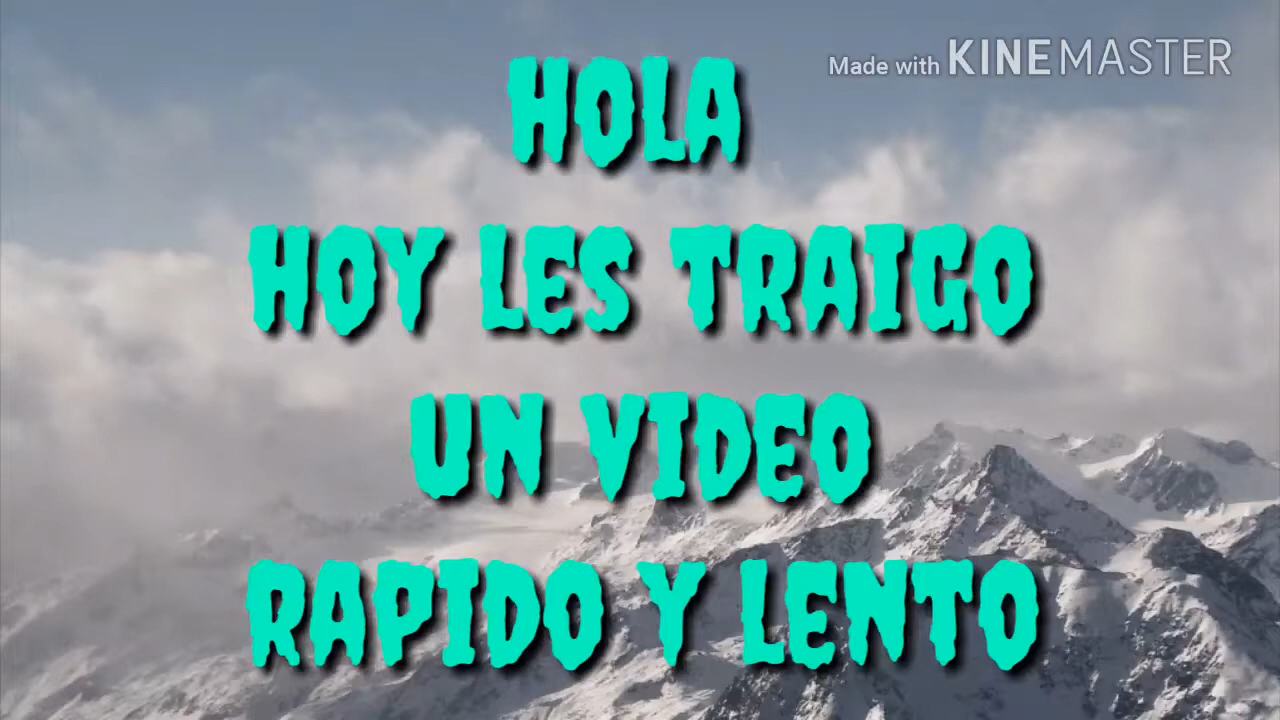 Made with KINEMASTER
HOLA
HOY LES TRAIGO
UN VIDEO
RAPIDO Y LENTO